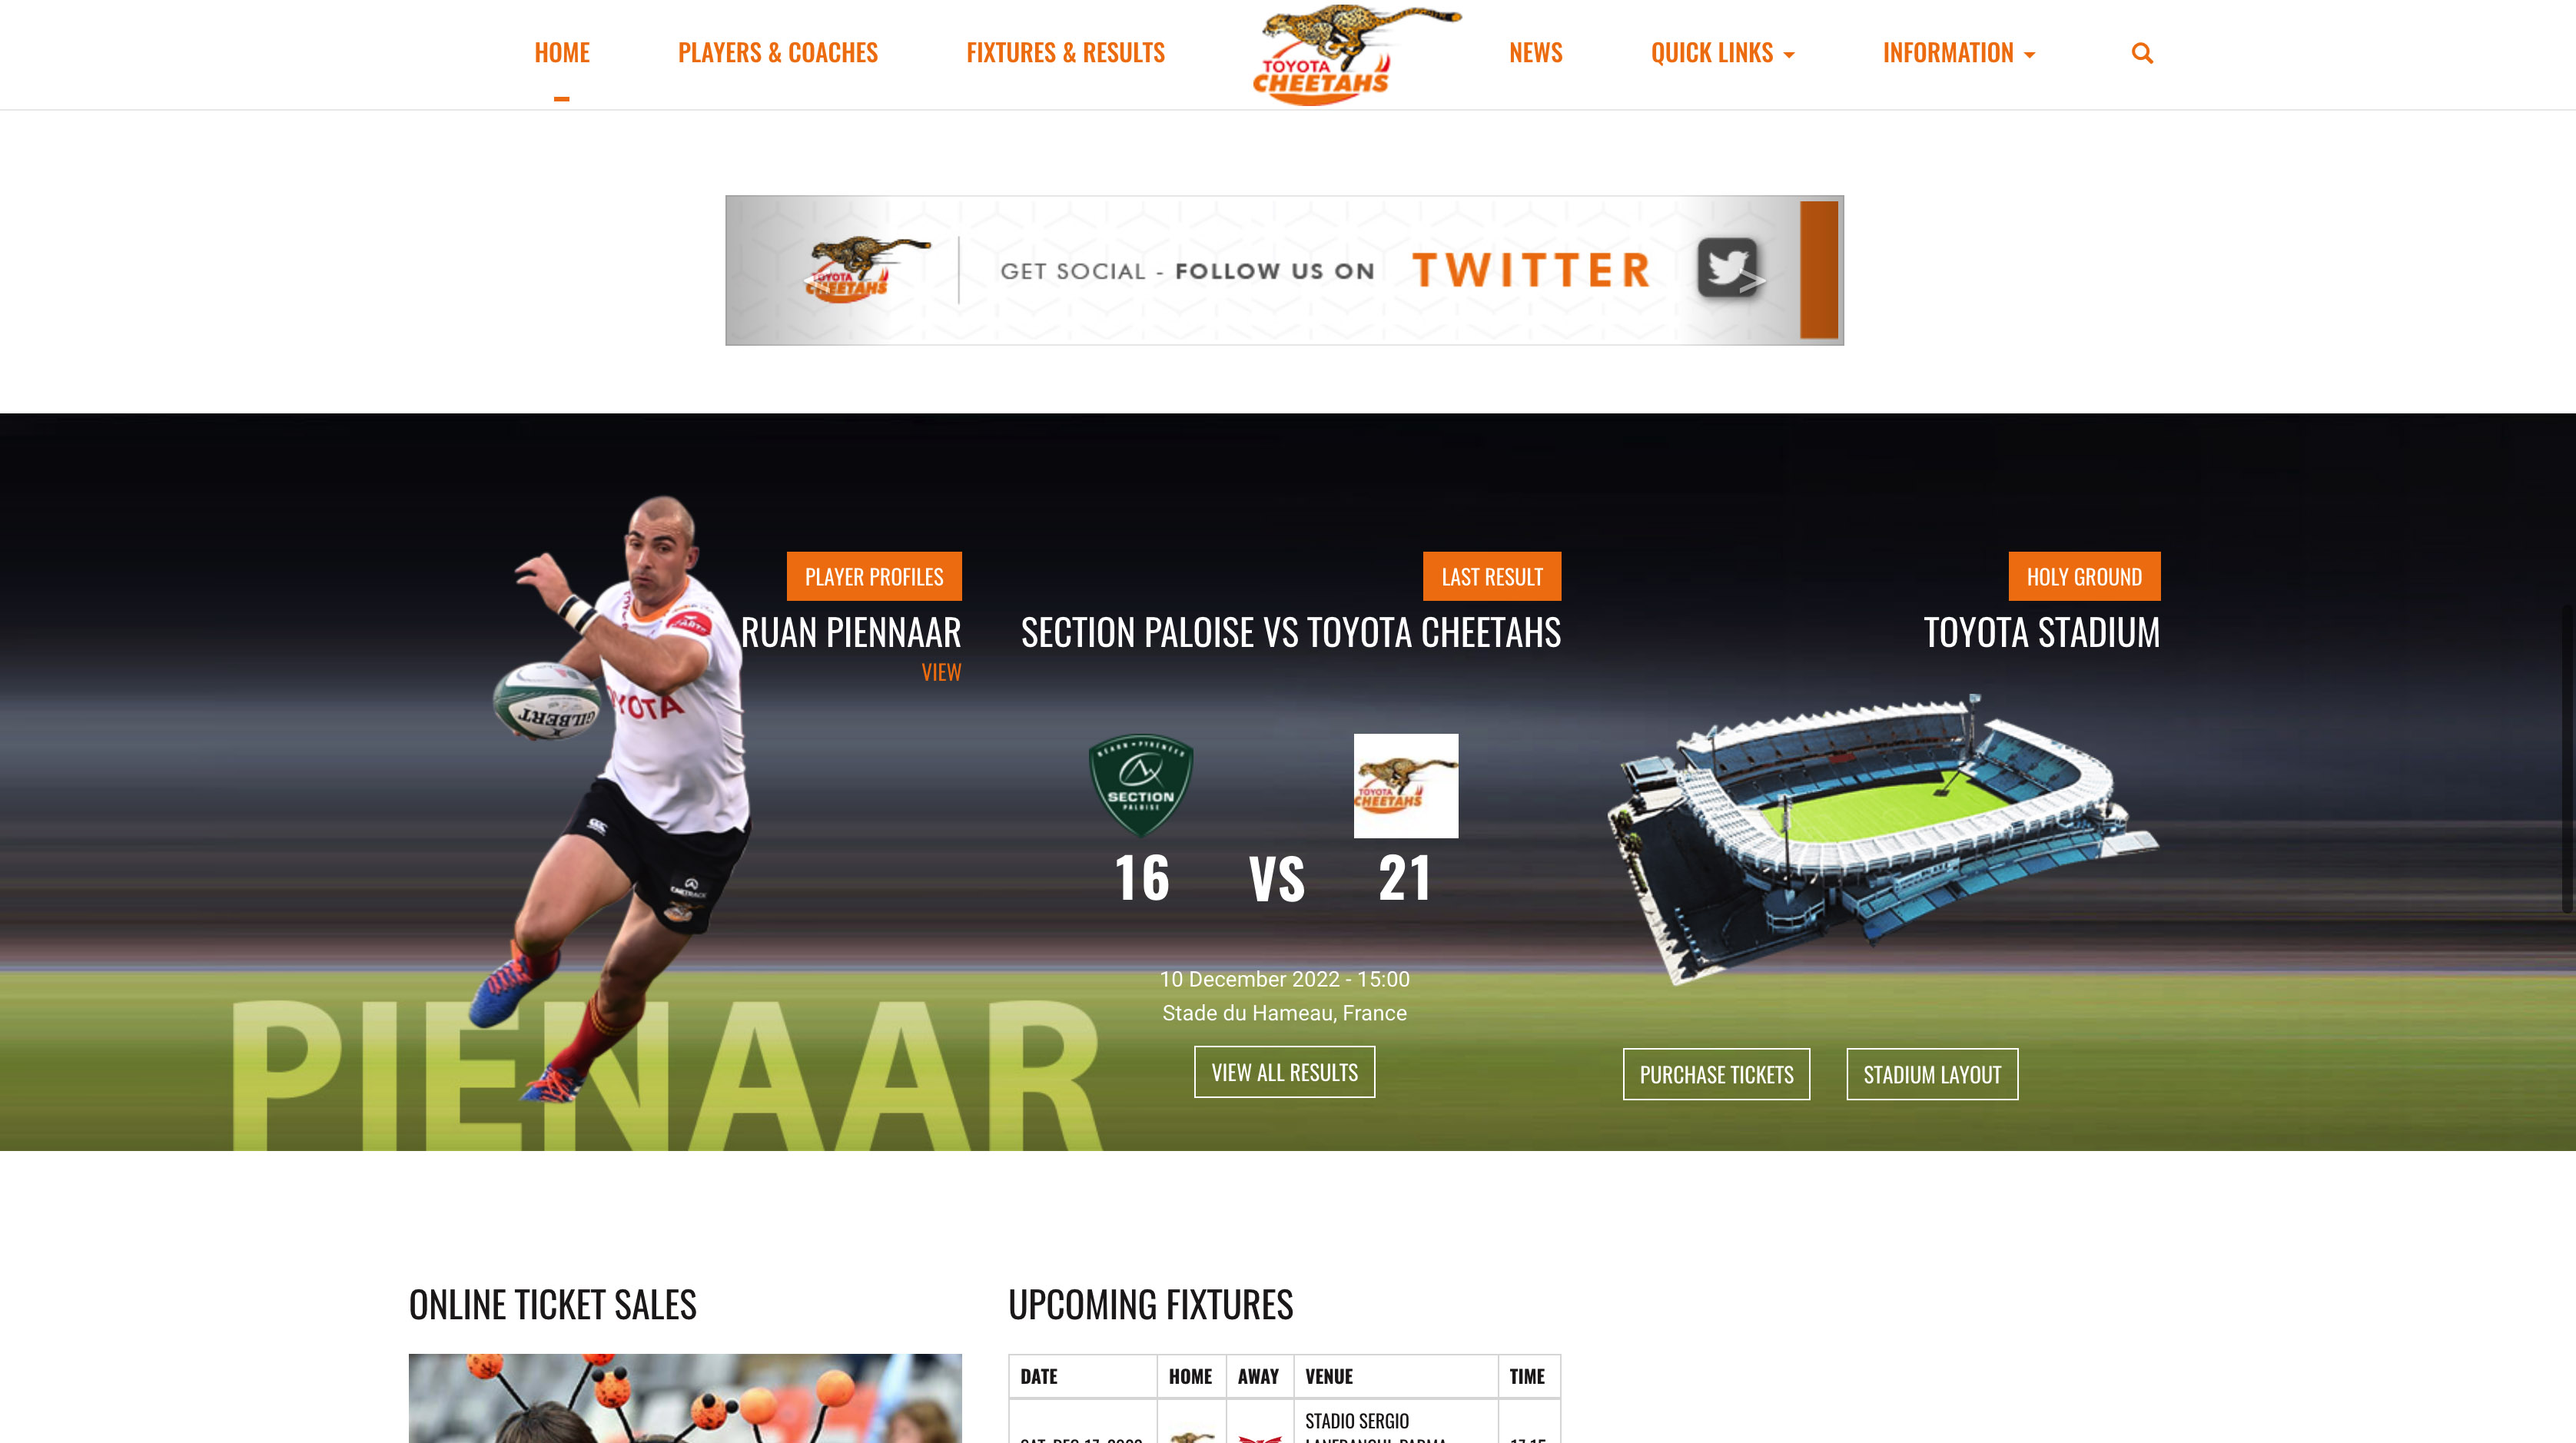 HOME
PLAYERS & COACHES
FIXTURES & RESULTS
TOYOTA
CHEETAHS
NEWS
QUICK LINKS
INFORMATION
TOYOTA
CHEETAHS
GET SOCIAL - FOLLOW US ON TWITTER
PLAYER PROFILES
RUAN PIENNAAR
VIEW
LAST RESULT
SECTION PALOISE VS TOYOTA CHEETAHS
HOLY GROUND
TOYOTA STADIUM
YOTA
GILBERT
SECTION
PALOISE
TOYOTA
CHEETAHS
16 VS 21
10 December 2022 - 15:00
Stade du Hameau, France
VIEW ALL RESULTS
PURCHASE TICKETS
STADIUM LAYOUT
PIENAAR
ONLINE TICKET SALES
UPCOMING FIXTURES
DATE HOME AWAY VENUE TIME
STADIO SERGIO